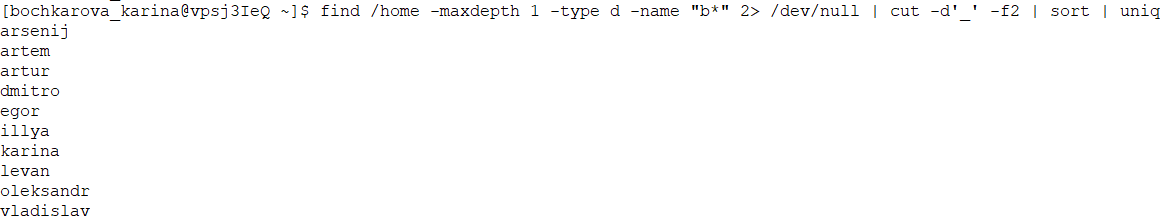 [bochkarova_karina@vpsj3IeQ ~]$ find /home -maxdepth 1 -type d -name "b*" 2> /dev/null | cut -d'_' -f2 | sort | uniq
arsenij
artem
artur
dmitro
egor
illya
karina
levan
oleksandr
vladislav